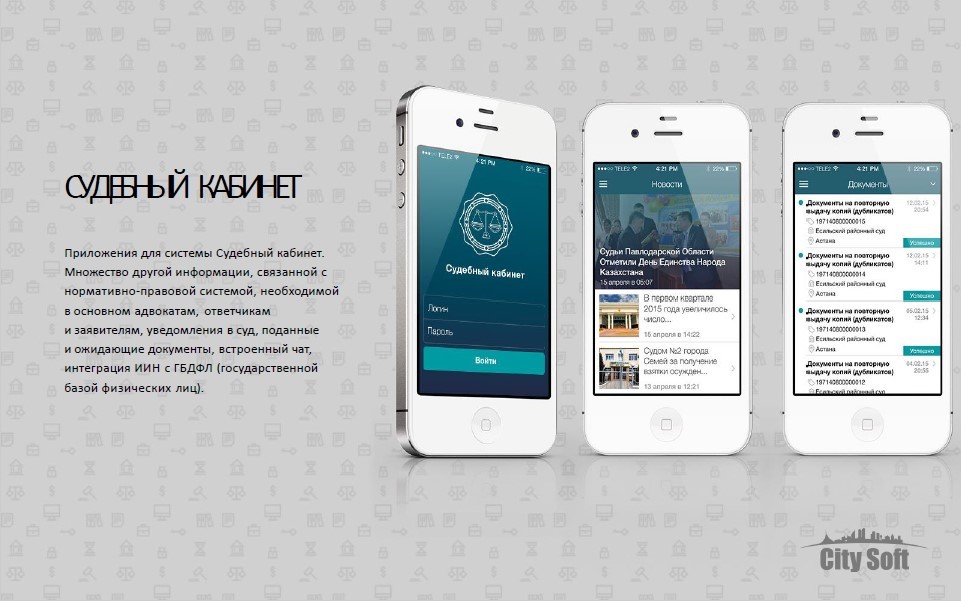 СУДЕБНЫЙ КАБИНЕТ
Приложения для системы Судебный кабинет.
Множество другой информации, связанной с
нормативно-правовой системой, необходимой
в основном адвокатам, ответчикам
и заявителям, уведомления в суд, поданные
и ожидающие документы, встроенный чат,
интеграция ИИН с ГБДФЛ (государственной
базой физических лиц).
TELE2 4:21 PM 22%
Судебный кабинет
Логин
Пароль
Войти
TELE2 4:21 PM 22%
Новости
Судьи Павлодарской Области
Отметили День Единства Народа
Казахстана
15 апреля в 05:07
В первом квартале
2015 года увеличилось
число...
15 апреля в 14:22
Судом №2 города
Семей за получение
взятки осужден...
13 апреля в 12:21
TELE2 4:21 PM 22%
Документы
Документы на повторную 12.02.15
выдачу копий (дубликатов) 20:34
197140800000015
Есильский районный суд
Астана
Успешно
Документы на повторную 12.02.15
выдачу копий (дубликатов) 14:11
197140800000014
Есильский районный суд
Астана
Успешно
Документы на повторную
выдачу копий (дубликатов) 12:34
197140800000013
Есильский районный суд
Астана
Успешно
Документы на повторную
выдачу копий (дубликатов) 20:55
197140800000012
Есильский районный суд
City Soft